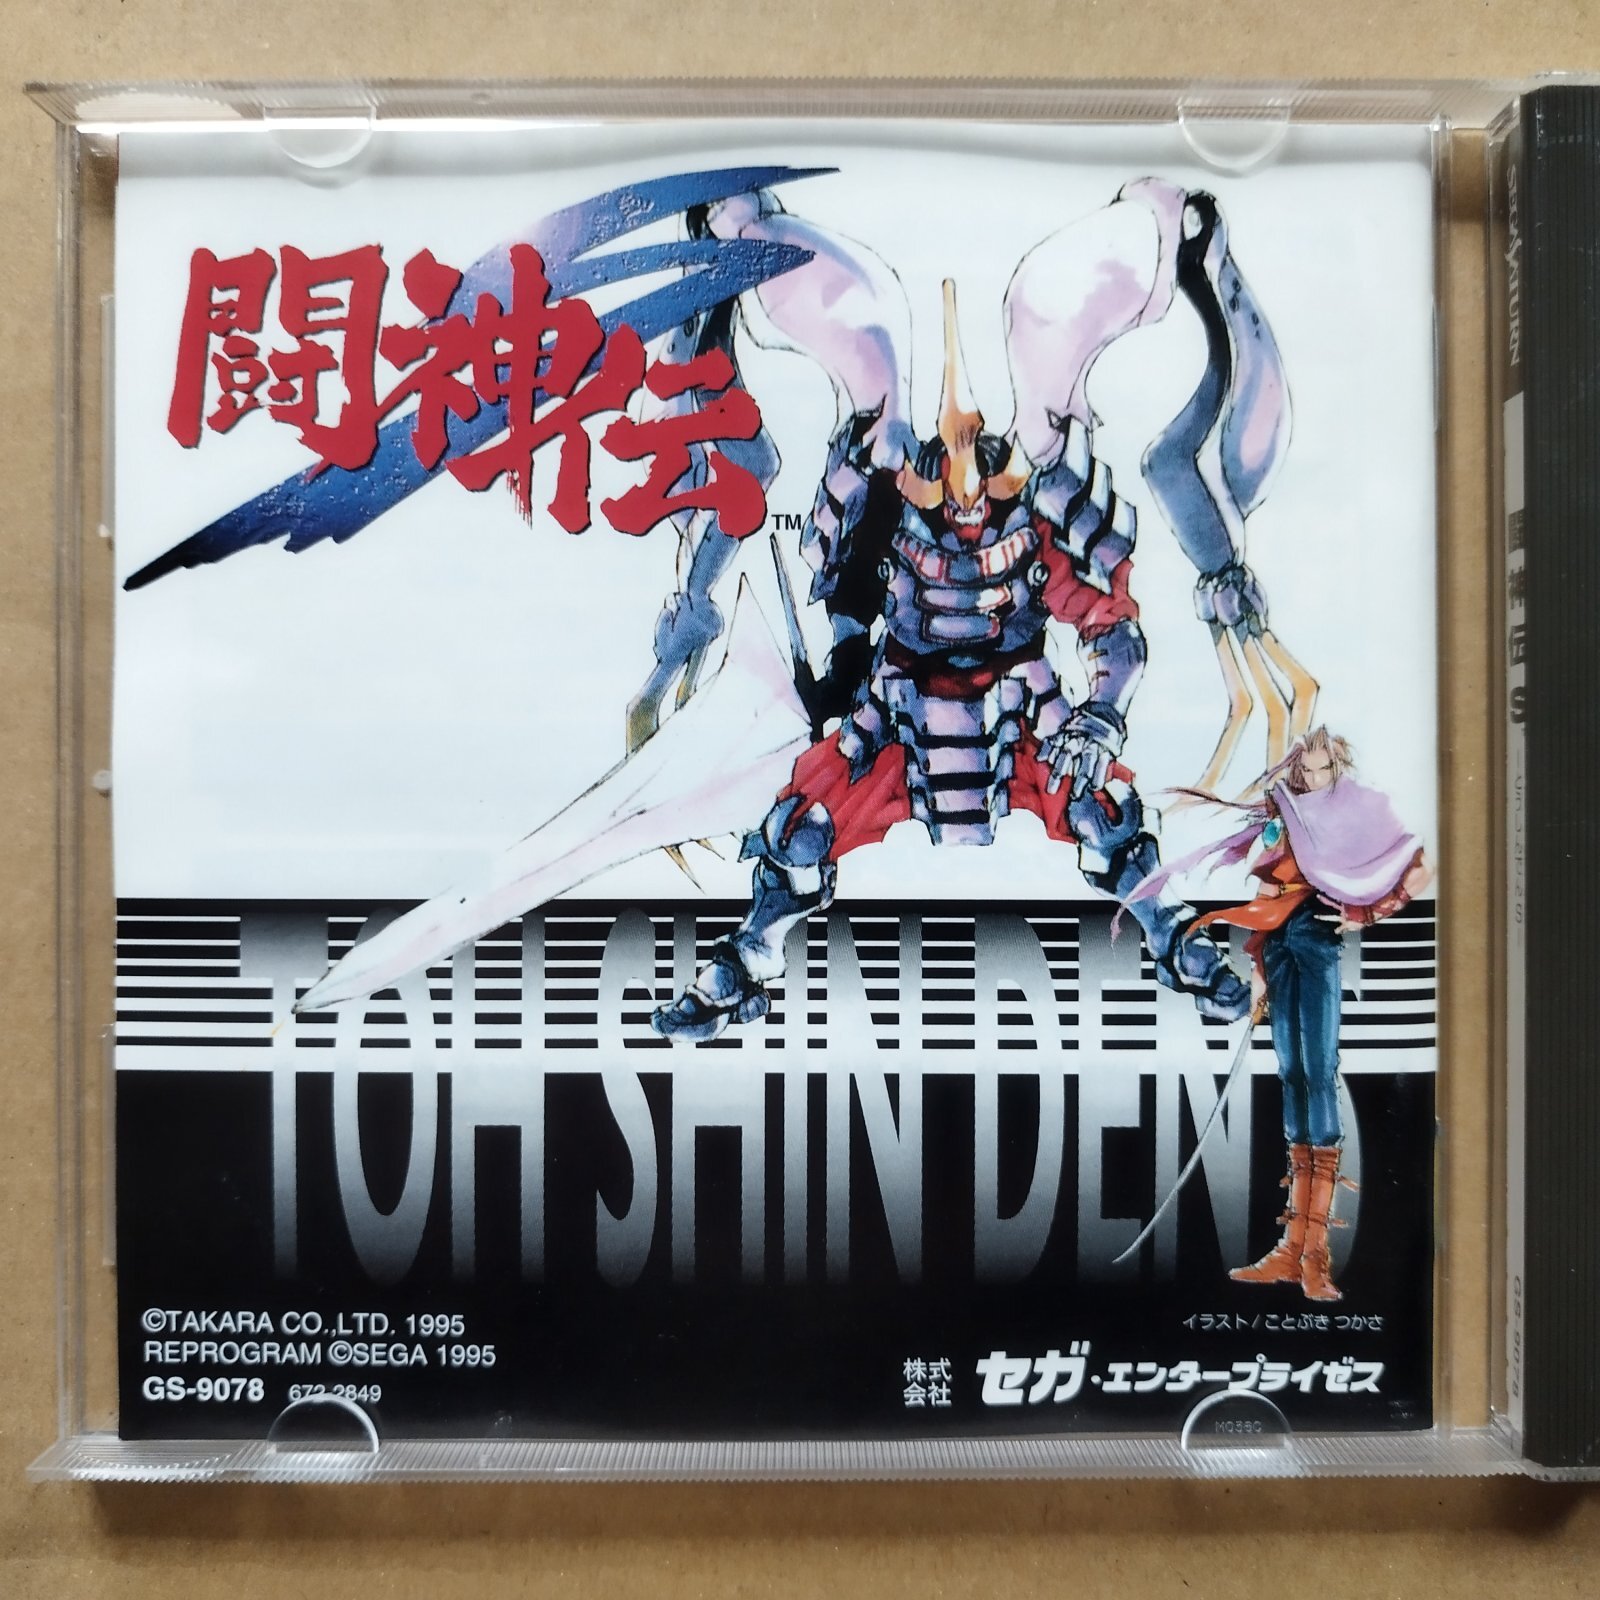 闘神伝
TM
TOH SHIN DEN S
©TAKARA CO.,LTD. 1995
REPROGRAM ©SEGA 1995
GS-9078 672-2849
イラスト/ことぶき つかさ
株式会社 セガ・エンタープライゼス
SEGA SATURN
闘神伝S
GS-9078